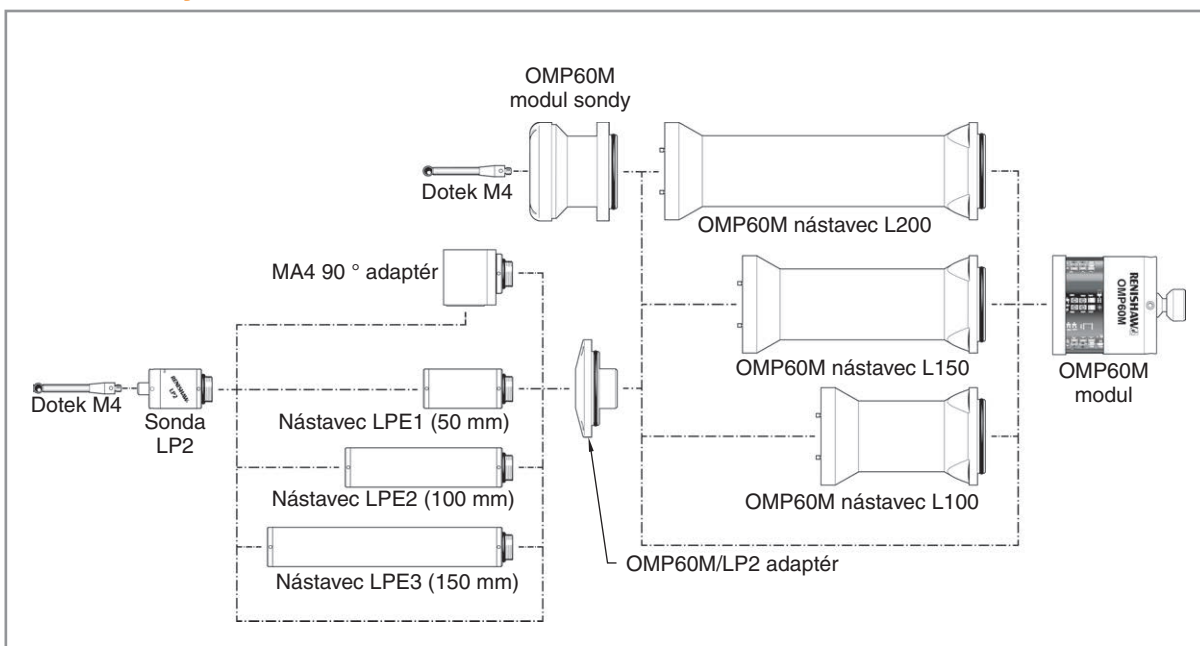 OMP60M
modul sondy
Dotek M4
OMP60M nástavec L200
MA4 90 ° adaptér
RENISHAW
OMP60M
OMP60M nástavec L150
OMP60M
modul
RENISHAW
LP2
Dotek M4
Sonda
LP2
Nástavec LPE1 (50 mm)
Nástavec LPE2 (100 mm)
OMP60M nástavec L100
OMP60M/LP2 adaptér
Nástavec LPE3 (150 mm)